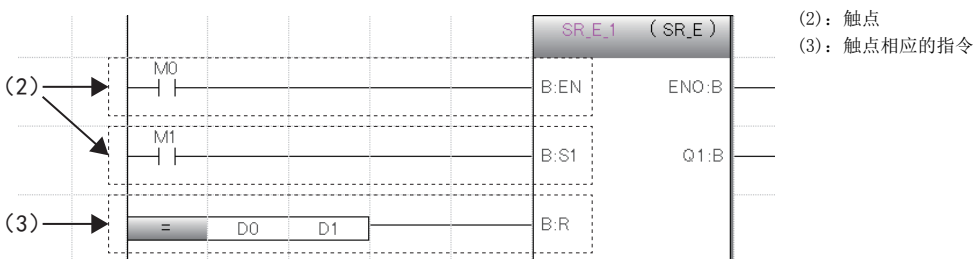 SR_E_1 (SR_E)
(2): 触点
(3): 触点相应的指令
M0
(2)
B:EN ENO:B
M1
B:S1 Q1:B
(3)
= D0 D1
B:R